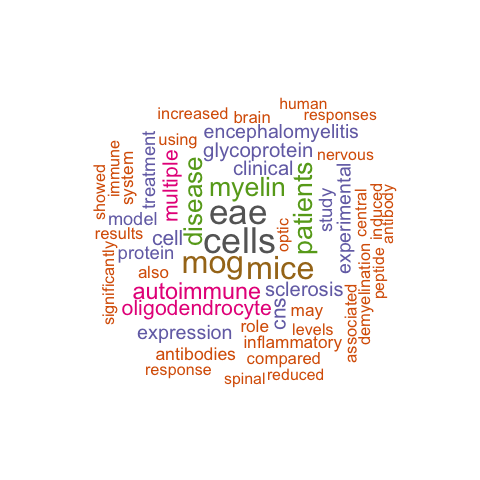 human
increased
brain
responses
encephalomyelitis
using
glycoprotein
nervous
immune
system
showed
treatment
multiple
disease
clinical
myelin
patients
study
experimental
central
induced
antibody
model
eae
optic
results
cell
cells
protein
also
mog
mice
peptide
demyelination
associated
significantly
autoimmune
sclerosis
oligodendrocyte
cns
may
expression
role
levels
inflammatory
antibodies
compared
response
spinal
reduced